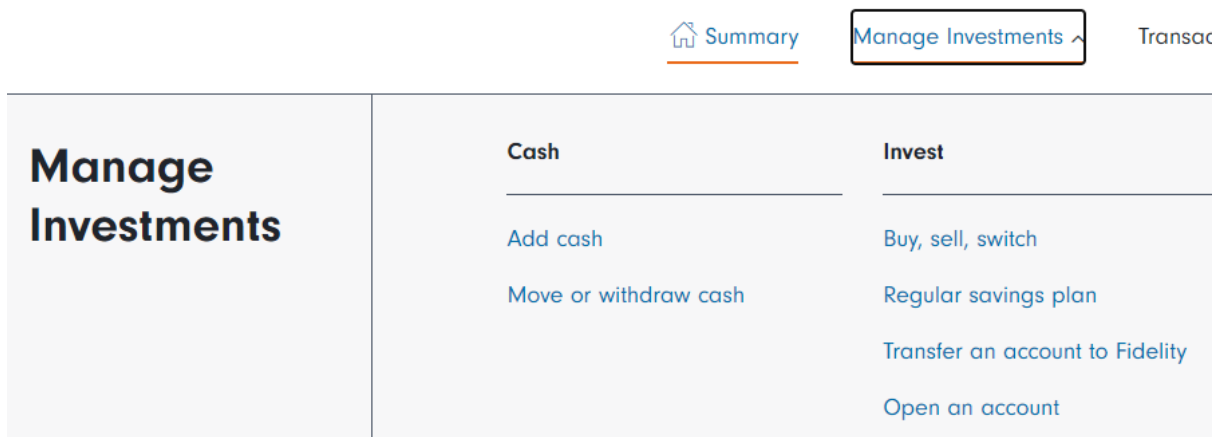 Summary
Manage Investments
Transac
Manage
Investments
Cash
Add cash
Move or withdraw cash
Invest
Buy, sell, switch
Regular savings plan
Transfer an account to Fidelity
Open an account